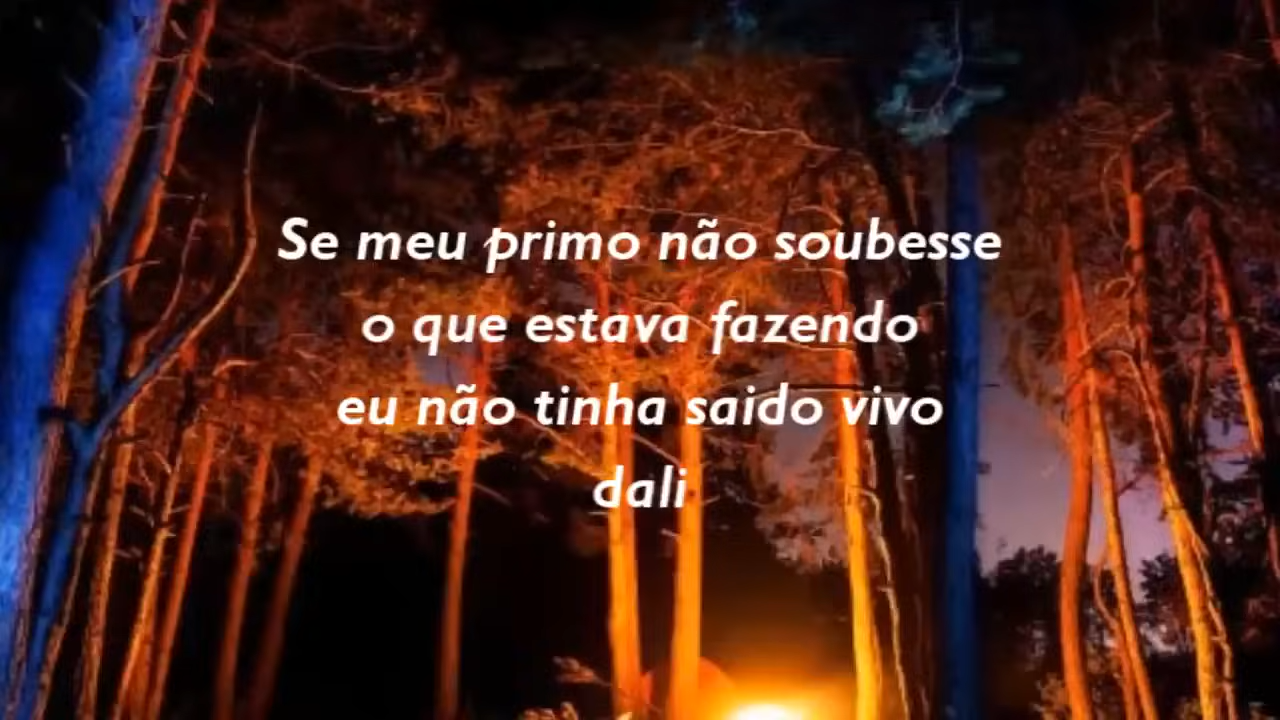 Se meu primo não soubesse
o que estava fazendo
eu não tinha saido vivo
dali